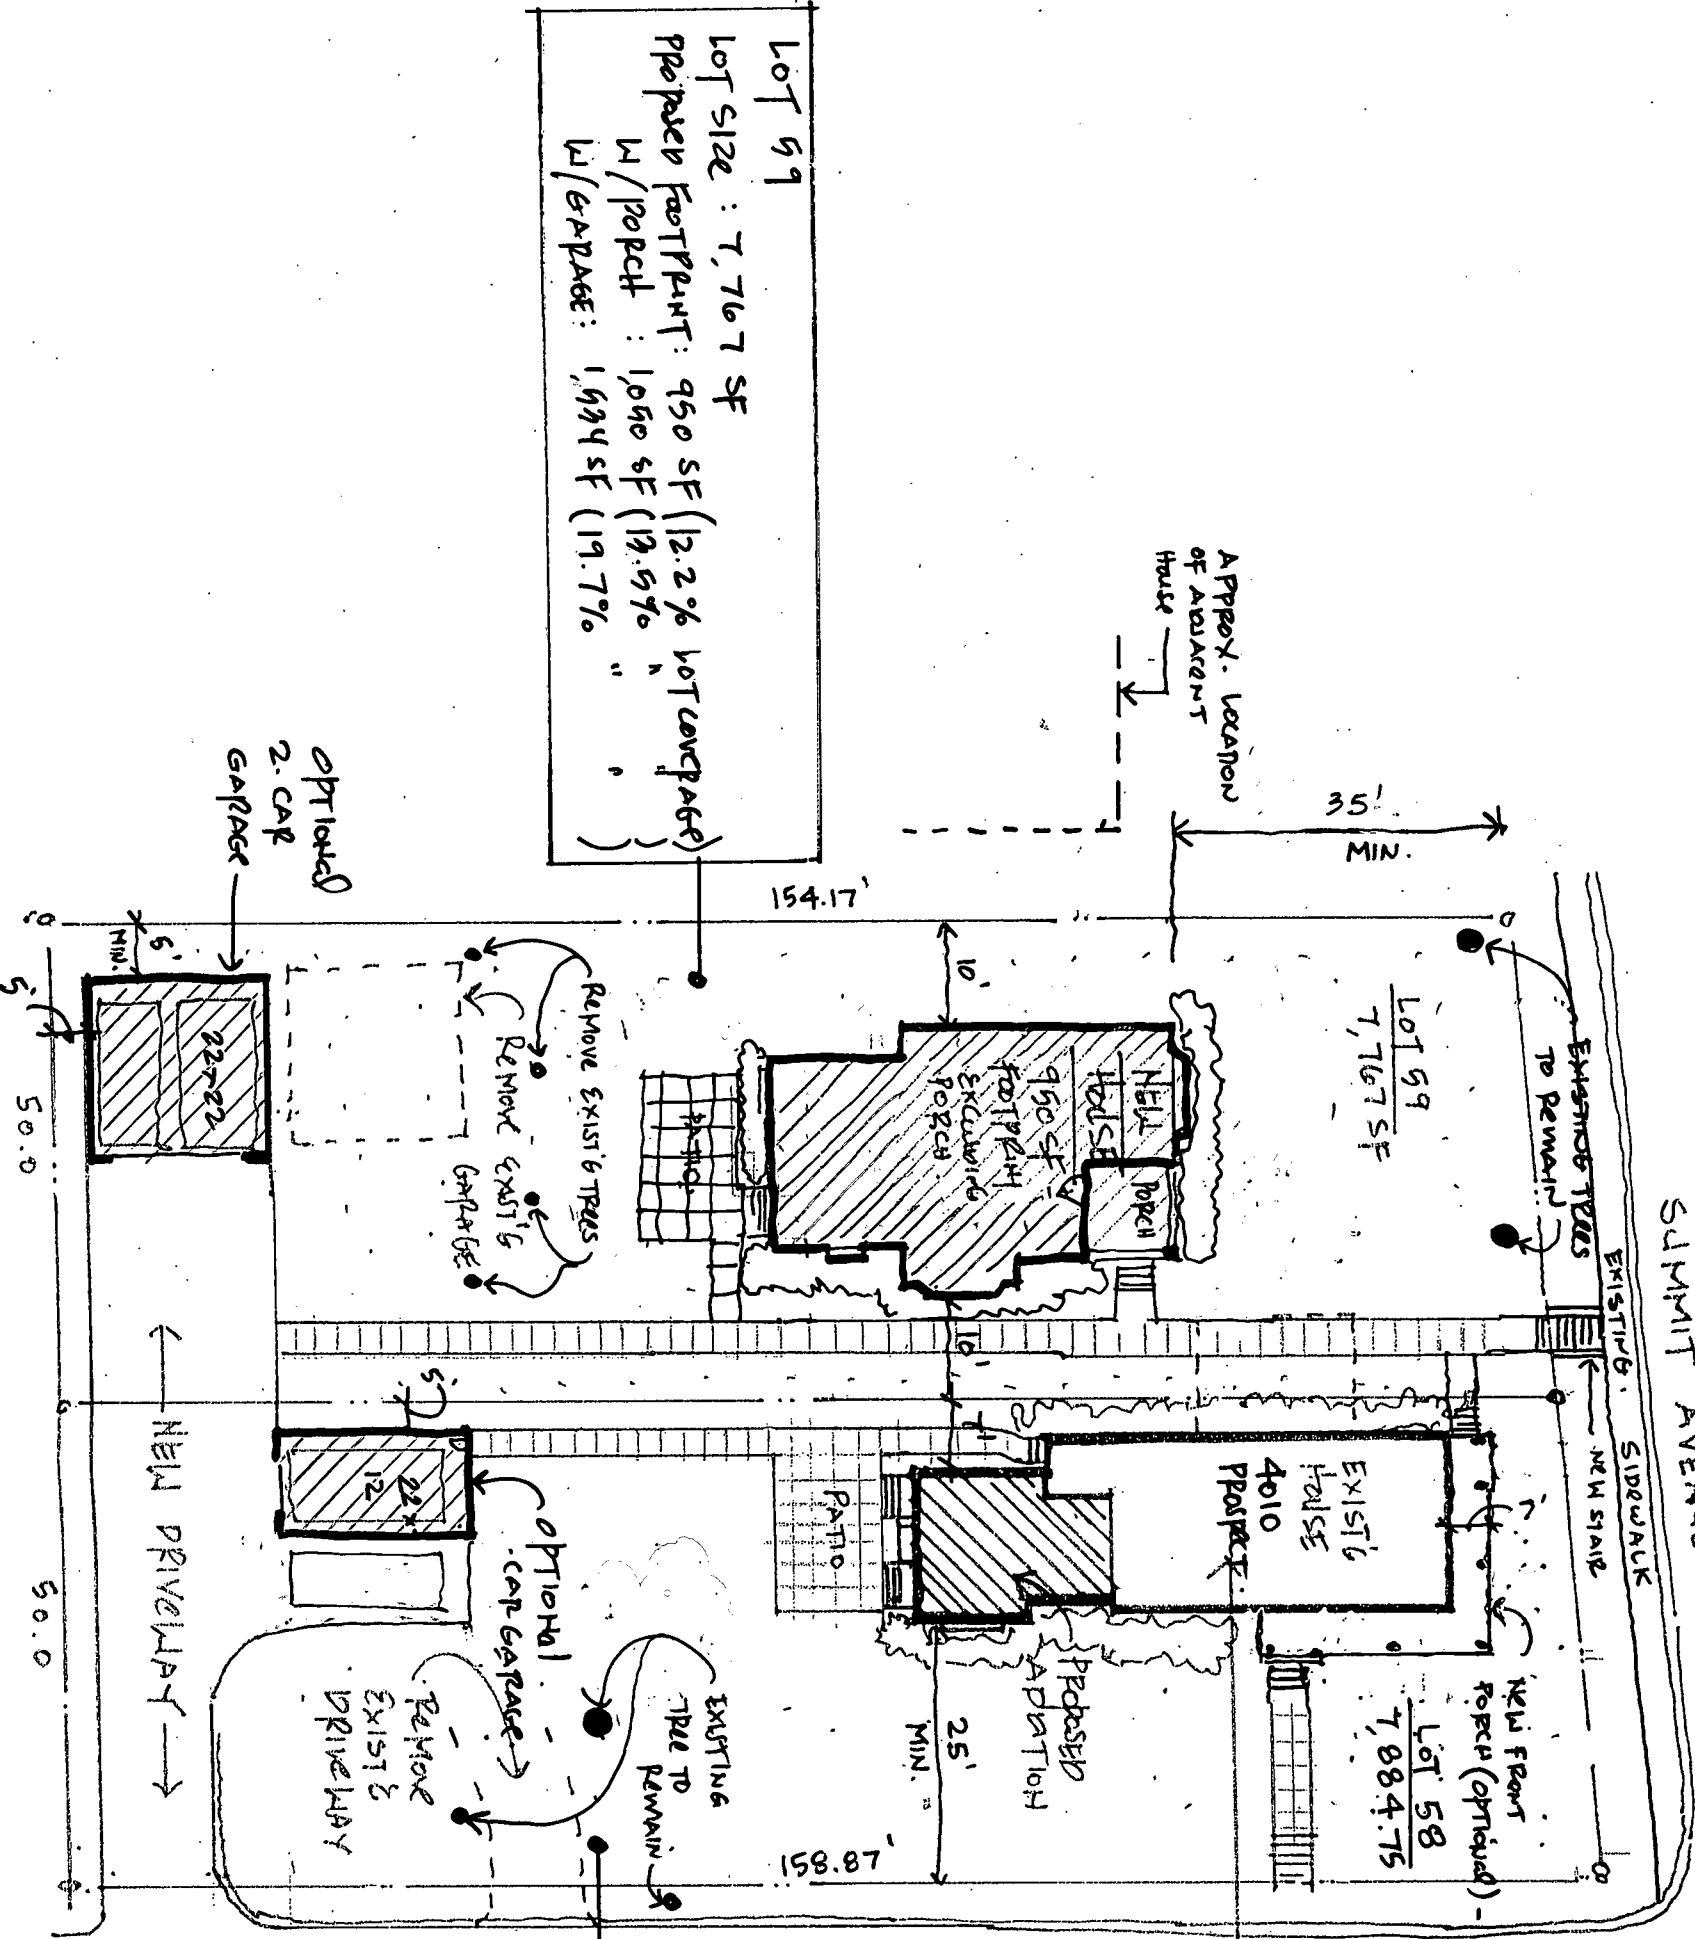 LOT 59
LOT SIZE : 7,767 SF
PROPOSED FOOTPRINT: 950 SF (12.2% LOT COVERAGE)
W/PORCH : 1,050 SF (13.5% " " )
W/GARAGE: 1,534 SF (19.7% " " )
APPROX. LOCATION
OF ADJACENT
HOUSE
35'
MIN.
SUMMIT
EXISTING SIDEWALK
NEW STAIR
EXISTING TREES
TO REMAIN
LOT 59
7,767 SF
154.17'
10'
NEW
HOUSE
950 SF
FOOTPRINT
EXCLUDING
PORCH
PORCH
PATIO
REMOVE EXIST'G TREES
REMOVE EXIST'G
GARAGE
OPTIONAL
2. CAR
GARAGE
5'
MIN.
5'
22x22
50.0
10'
7'
7'
EXIST'G
HOUSE
4010
PROSPECT.
NEW FRONT
PORCH (OPTIONAL)
LOT 58
7,884.75
PATIO
PROPOSED
ADDITION
25'
MIN.
158.87'
5'
22x
12
OPTIONAL
CAR GARAGE
EXISTING
TREE TO
REMAIN
REMOVE
EXIST'G
DRIVEWAY
NEW DRIVEWAY
50.0